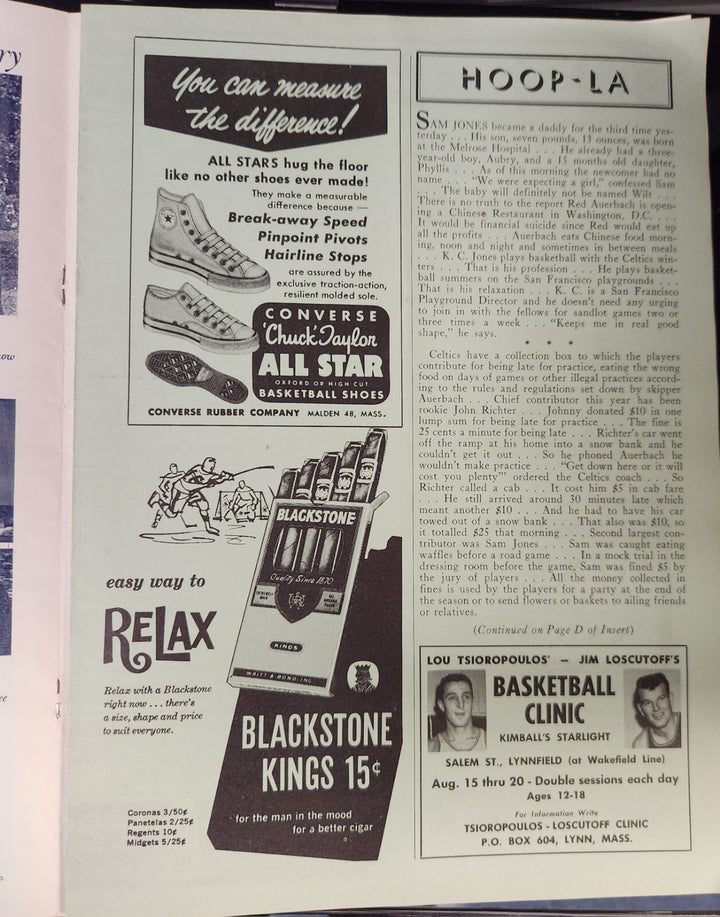 You can measure
the difference!
ALL STARS hug the floor
like no other shoes ever made!
They make a measurable
difference because —
Break-away Speed
Pinpoint Pivots
Hairline Stops
are assured by the
exclusive traction-action,
resilient molded sole.
CONVERSE
"Chuck" Taylor
ALL STAR
OXFORD OR HIGH CUT
BASKETBALL SHOES
CONVERSE RUBBER COMPANY MALDEN 48, MASS.
BLACKSTONE
Quality Since 1870
KINGS
WAITT & BOND INC
easy way to
RELAX
Relax with a Blackstone
right now . . . there's
a size, shape and price
to suit everyone.
BLACKSTONE
KINGS 15¢
for the man in the mood
for a better cigar
Coronas 3/50¢
Panetelas 2/25¢
Regents 10¢
Midgets 5/25¢
HOOP-LA
SAM JONES became a daddy for the third time yes-
terday . . . His son, seven pounds, 13 ounces, was born
at the Melrose Hospital . . . He already had a three-
year-old boy, Aubry, and a 15 months old daughter,
Phyllis . . . As of this morning the newcomer had no
name . . . "We were expecting a girl," confessed Sam
. . . The baby will definitely not be named Wilt . . .
There is no truth to the report Red Auerbach is open-
ing a Chinese Restaurant in Washington, D.C. . . .
It would be financial suicide since Red would eat up
all the profits . . . Auerbach eats Chinese food morn-
ing, noon and night and sometimes in between meals
. . . K. C. Jones plays basketball with the Celtics win-
ters . . . That is his profession . . . He plays basket-
ball summers on the San Francisco playgrounds . . .
That is his relaxation . . . K. C. is a San Francisco
Playground Director and he doesn't need any urging
to join in with the fellows for sandlot games two or
three times a week . . . "Keeps me in real good
shape," he says.
* * *
Celtics have a collection box to which the players
contribute for being late for practice, eating the wrong
food on days of games or other illegal practices accord-
ing to the rules and regulations set down by skipper
Auerbach . . . Chief contributor this year has been
rookie John Richter . . . Johnny donated $10 in one
lump sum for being late for practice . . . The fine is
25 cents a minute for being late . . . Richter's car went
off the ramp at his home into a snow bank and he
couldn't get it out . . . So he phoned Auerbach he
wouldn't make practice . . . "Get down here or it will
cost you plenty"' ordered the Celtics coach . . . So
Richter called a cab . . . It cost him $5 in cab fare
. . . He still arrived around 30 minutes late which
meant another $10 . . . And he had to have his car
towed out of a snow bank . . . That also was $10, so
it totalled $25 that morning . . . Second largest con-
tributor was Sam Jones . . . Sam was caught eating
waffles before a road game . . . In a mock trial in the
dressing room before the game, Sam was fined $5 by
the jury of players . . . All the money collected in
fines is used by the players for a party at the end of
the season or to send flowers or baskets to ailing friends
or relatives.
(Continued on Page D of Insert)
LOU TSIOROPOULOS' — JIM LOSCUTOFF'S
BASKETBALL
CLINIC
KIMBALL'S STARLIGHT
SALEM ST., LYNNFIELD (at Wakefield Line)
Aug. 15 thru 20 - Double sessions each day
Ages 12-18
For Information Write
TSIOROPOULOS - LOSCUTOFF CLINIC
P.O. BOX 604, LYNN, MASS.